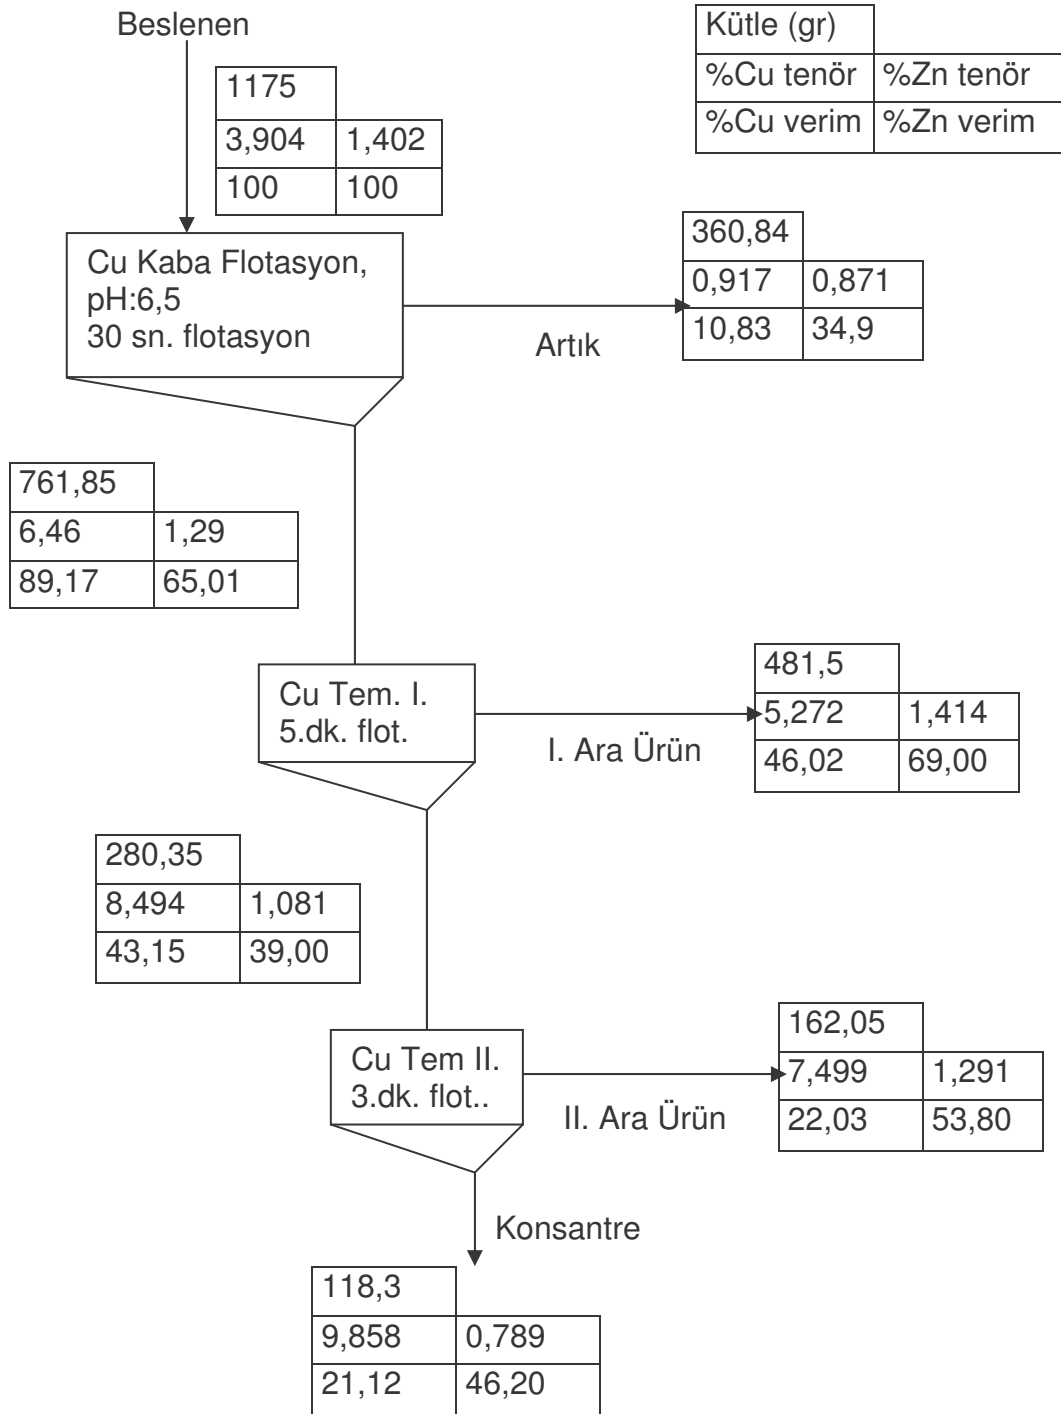 Beslenen
Kütle (gr)
%Cu tenör %Zn tenör
%Cu verim %Zn verim
1175
3,904 1,402
100 100
Cu Kaba Flotasyon,
pH:6,5
30 sn. flotasyon
Artık
360,84
0,917 0,871
10,83 34,9
761,85
6,46 1,29
89,17 65,01
Cu Tem. I.
5.dk. flot.
I. Ara Ürün
481,5
5,272 1,414
46,02 69,00
280,35
8,494 1,081
43,15 39,00
Cu Tem II.
3.dk. flot..
II. Ara Ürün
162,05
7,499 1,291
22,03 53,80
Konsantre
118,3
9,858 0,789
21,12 46,20